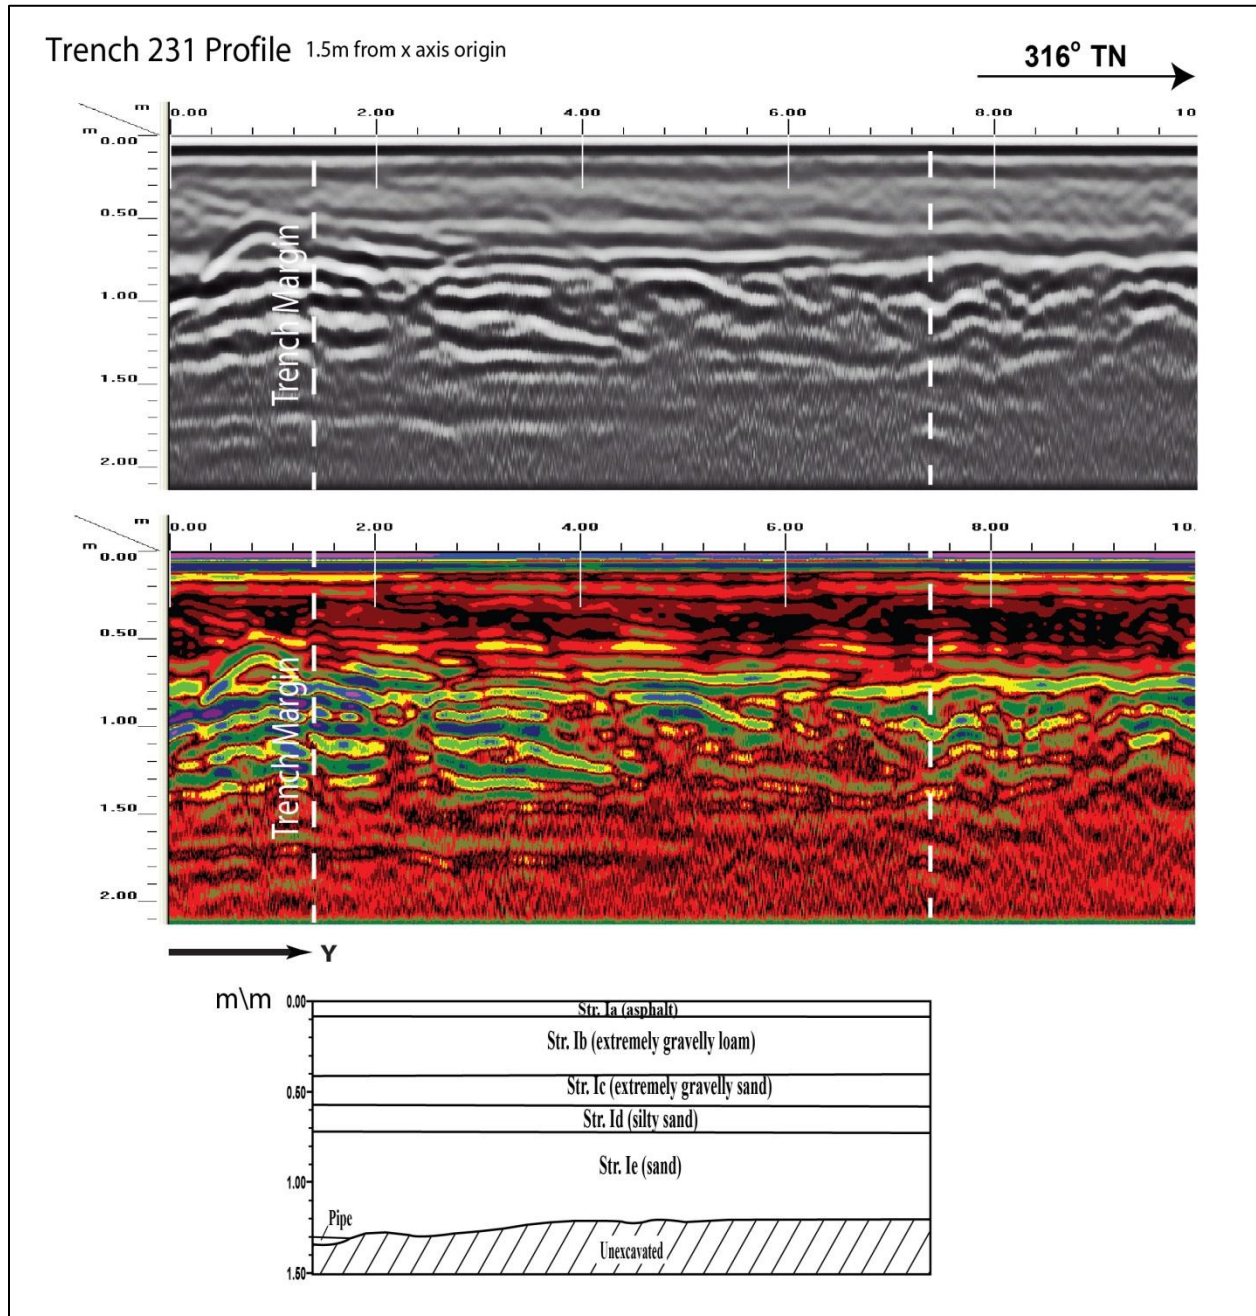 Trench 231 Profile 1.5m from x axis origin
316° TN
m 0.00 2.00 4.00 6.00 8.00 10
m
0.00
0.50
1.00
1.50
2.00
Trench Margin
m 0.00 2.00 4.00 6.00 8.00 10.
m
0.00
0.50
1.00
1.50
2.00
Trench Margin
Y
m\m
0.00
Str. Ia (asphalt)
Str. Ib (extremely gravelly loam)
0.50
Str. Ic (extremely gravelly sand)
Str. Id (silty sand)
Str. Ie (sand)
1.00
Pipe
Unexcavated
1.50